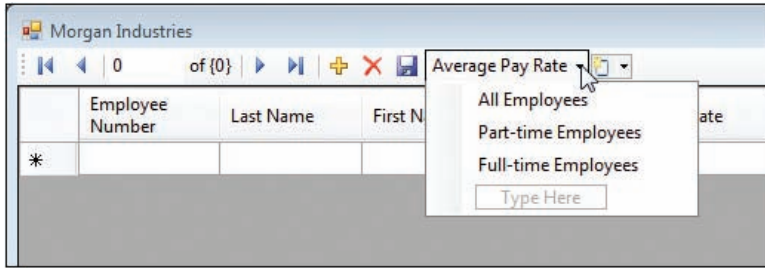 Morgan Industries
0 of {0} Average Pay Rate
Employee Number Last Name First N ate
All Employees
Part-time Employees
Full-time Employees
Type Here